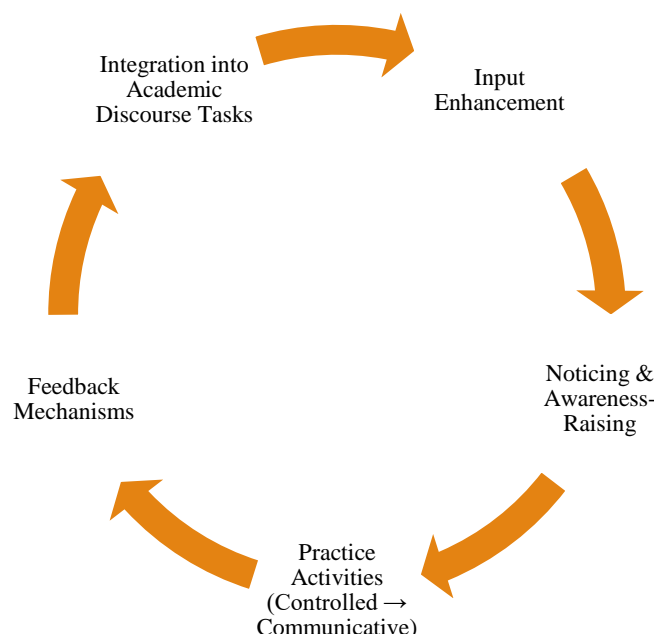 Integration into
Academic
Discourse Tasks
Input
Enhancement
Noticing &
Awareness-
Raising
Practice
Activities
(Controlled →
Communicative)
Feedback
Mechanisms